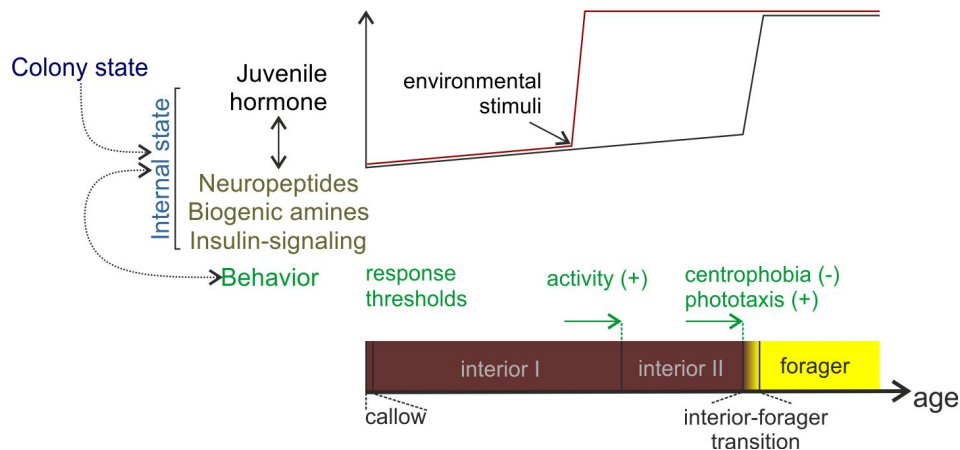 Colony state
Internal state
Juvenile
hormone
Neuropeptides
Biogenic amines
Insulin-signaling
Behavior
environmental
stimuli
response
thresholds
activity (+)
centrophobia (-)
phototaxis (+)
interior I
interior II
forager
age
callow
interior-forager
transition